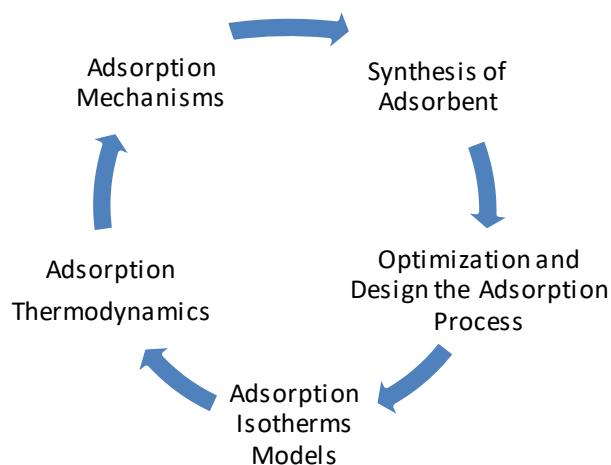 Adsorption
Mechanisms
Synthesis of
Adsorbent
Optimization and
Design the Adsorption
Process
Adsorption
Isotherms
Models
Adsorption
Thermodynamics